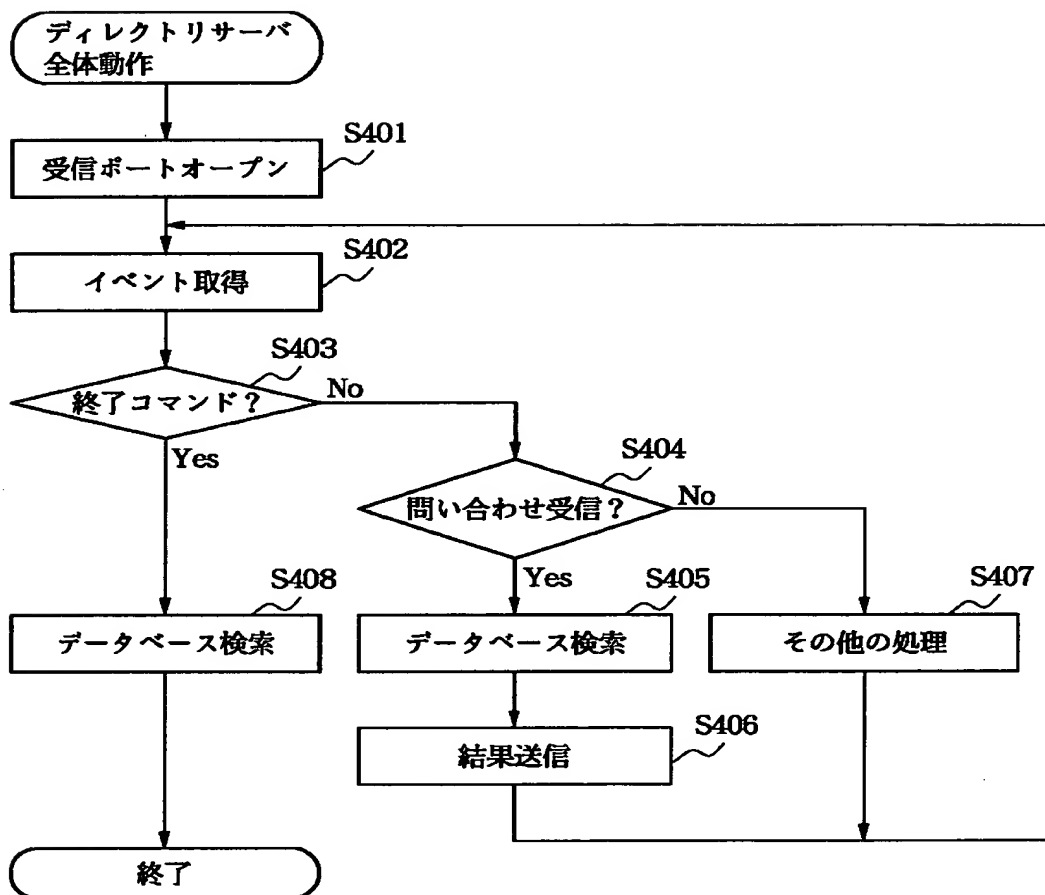 ディレクトリサーバ
全体動作
S401
受信ポートオープン
S402
イベント取得
S403
終了コマンド?
No
Yes
S404
問い合わせ受信?
No
Yes
S408
データベース検索
S405
データベース検索
S407
その他の処理
S406
結果送信
終了